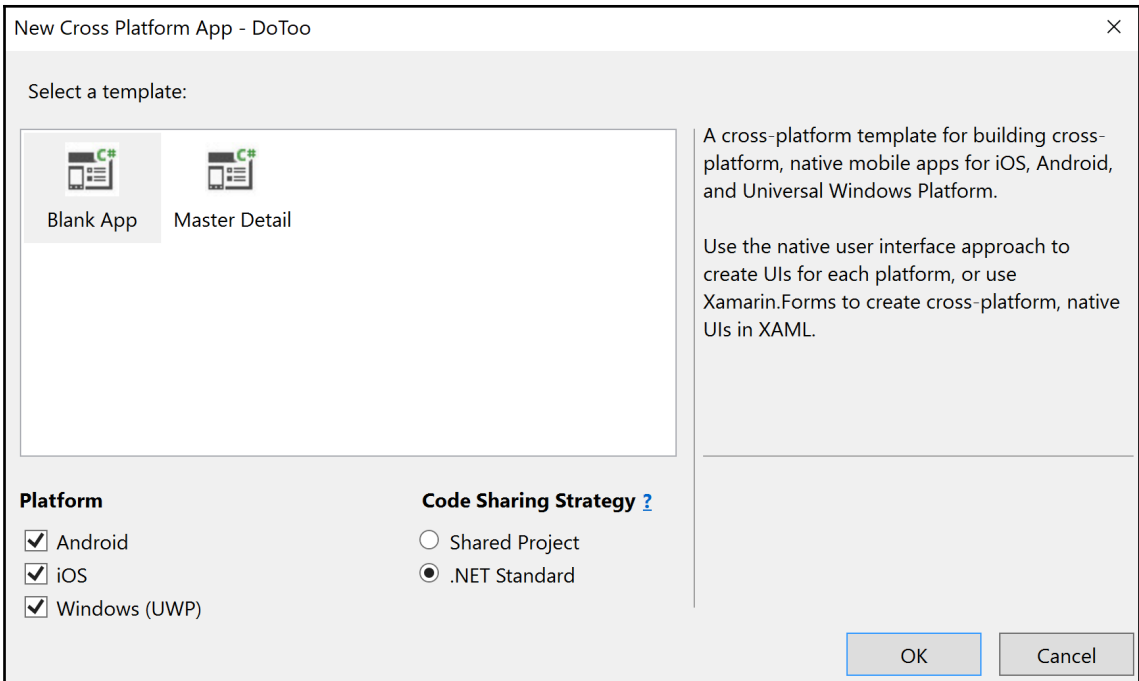 New Cross Platform App - DoToo
Select a template:
C#
C#
Blank App
Master Detail
A cross-platform template for building cross-
platform, native mobile apps for iOS, Android,
and Universal Windows Platform.
Use the native user interface approach to
create UIs for each platform, or use
Xamarin.Forms to create cross-platform, native
UIs in XAML.
Platform
Android
iOS
Windows (UWP)
Code Sharing Strategy ?
Shared Project
.NET Standard
OK
Cancel